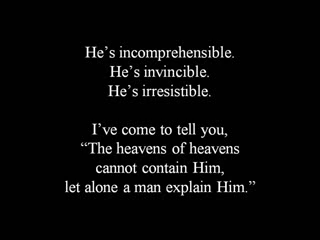 He’s incomprehensible.
He’s invincible.
He’s irresistible.
I’ve come to tell you,
“The heavens of heavens
cannot contain Him,
let alone a man explain Him.”